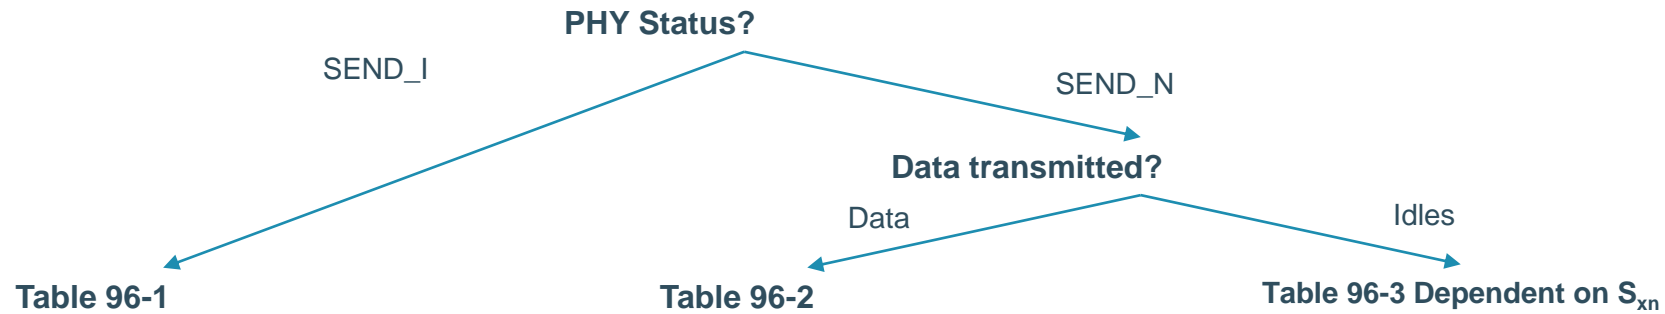 PHY Status?
SEND_I
SEND_N
Data transmitted?
Data
Idles
Table 96-1
Table 96-2
Table 96-3 Dependent on Sxn